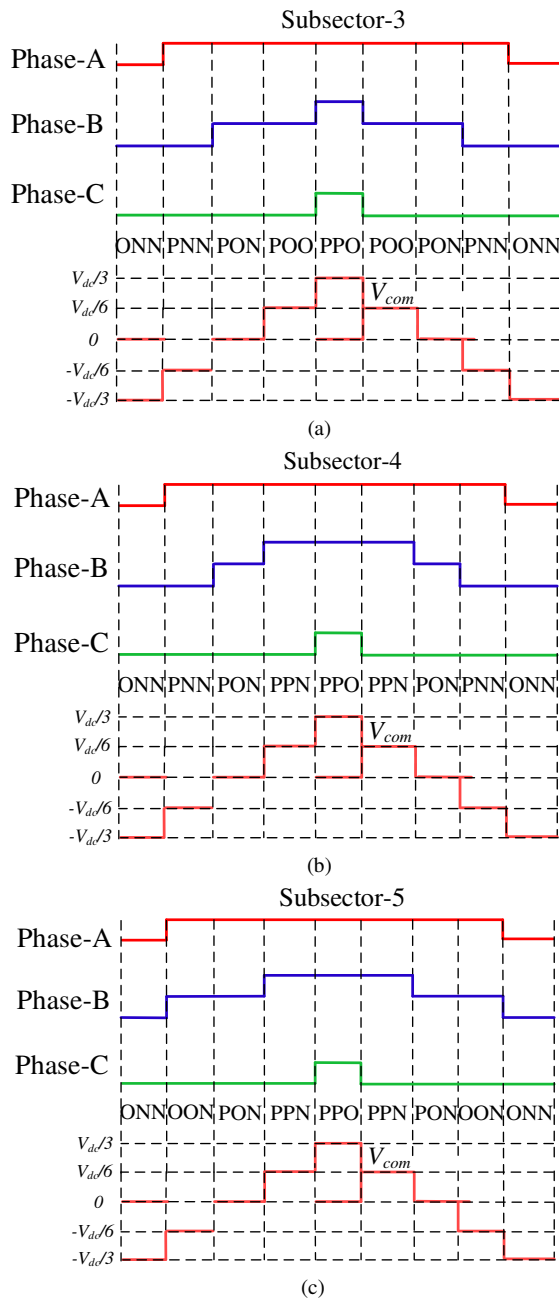 Subsector-3
Phase-A
Phase-B
Phase-C
ONN PNN PON POO PPO POO PON PNN ONN
Vdc/3
Vdc/6
Vcom
0
-Vdc/6
-Vdc/3
(a)
Subsector-4
Phase-A
Phase-B
Phase-C
ONN PNN PON PPN PPO PPN PON PNN ONN
Vdc/3
Vdc/6
Vcom
0
-Vdc/6
-Vdc/3
(b)
Subsector-5
Phase-A
Phase-B
Phase-C
ONN OON PON PPN PPO PPN PON OON ONN
Vdc/3
Vdc/6
Vcom
0
-Vdc/6
-Vdc/3
(c)